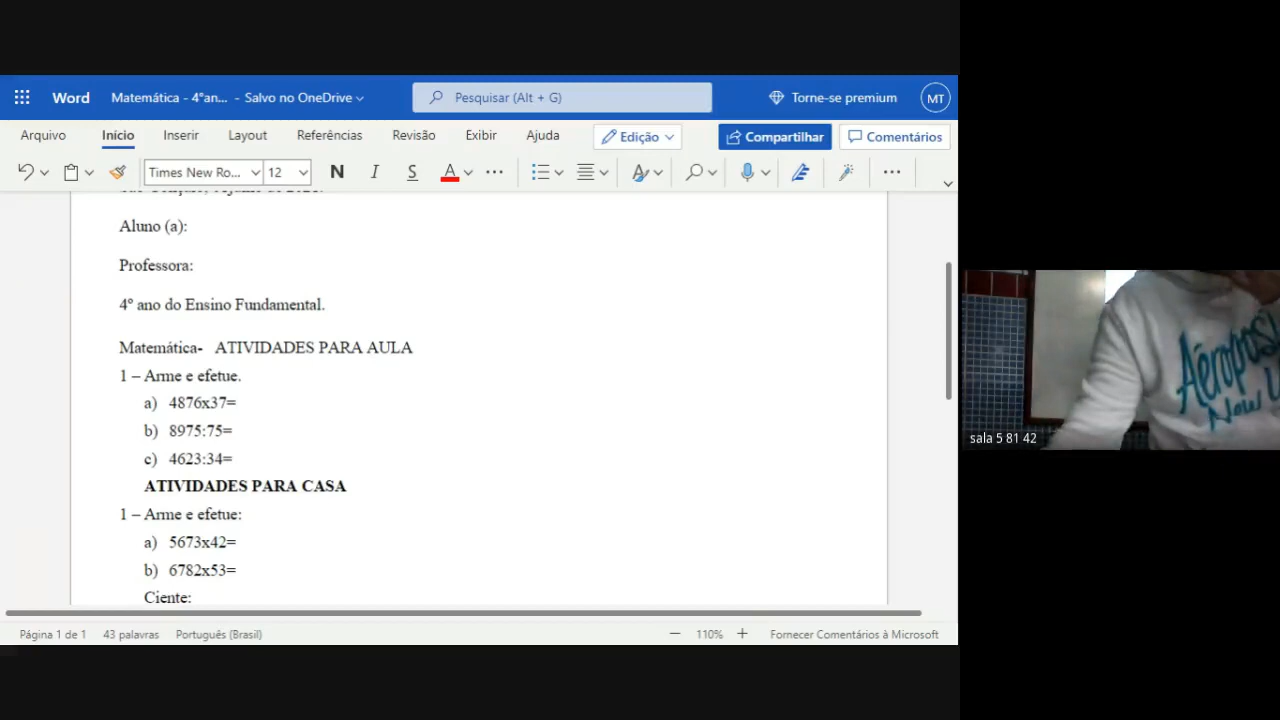 Word Matemática - 4°an... - Salvo no OneDrive Pesquisar (Alt + G) Torne-se premium MT
Arquivo Início Inserir Layout Referências Revisão Exibir Ajuda Edição Compartilhar Comentários
Times New Ro... 12 N I S A ...
Aluno (a):
Professora:
4º ano do Ensino Fundamental.
Matemática- ATIVIDADES PARA AULA
1 – Arme e efetue.
a) 4876x37=
b) 8975:75=
c) 4623:34=
ATIVIDADES PARA CASA
1 – Arme e efetue:
a) 5673x42=
b) 6782x53=
Ciente:
Página 1 de 1 43 palavras Português (Brasil) 110% Fornecer Comentários à Microsoft
Aéropos
New
sala 5 81 42